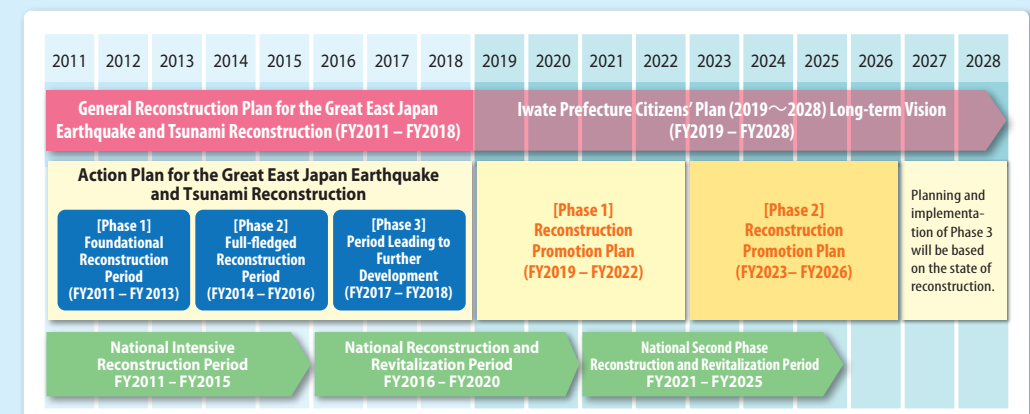 2011 2012 2013 2014 2015 2016 2017 2018 2019 2020 2021 2022 2023 2024 2025 2026 2027 2028
General Reconstruction Plan for the Great East Japan
Earthquake and Tsunami Reconstruction (FY2011 – FY2018)
Iwate Prefecture Citizens’ Plan (2019〜2028) Long-term Vision
(FY2019 – FY2028)
Action Plan for the Great East Japan Earthquake
and Tsunami Reconstruction
[Phase 1]
Foundational
Reconstruction
Period
(FY2011 – FY 2013)
[Phase 2]
Full-fledged
Reconstruction
Period
(FY2014 – FY2016)
[Phase 3]
Period Leading to
Further
Development
(FY2017 – FY2018)
[Phase 1]
Reconstruction
Promotion Plan
(FY2019 – FY2022)
[Phase 2]
Reconstruction
Promotion Plan
(FY2023– FY2026)
Planning and
implementa-
tion of Phase 3
will be based
on the state of
reconstruction.
National Intensive
Reconstruction Period
FY2011 – FY2015
National Reconstruction and
Revitalization Period
FY2016 – FY2020
National Second Phase
Reconstruction and Revitalization Period
FY2021 – FY2025